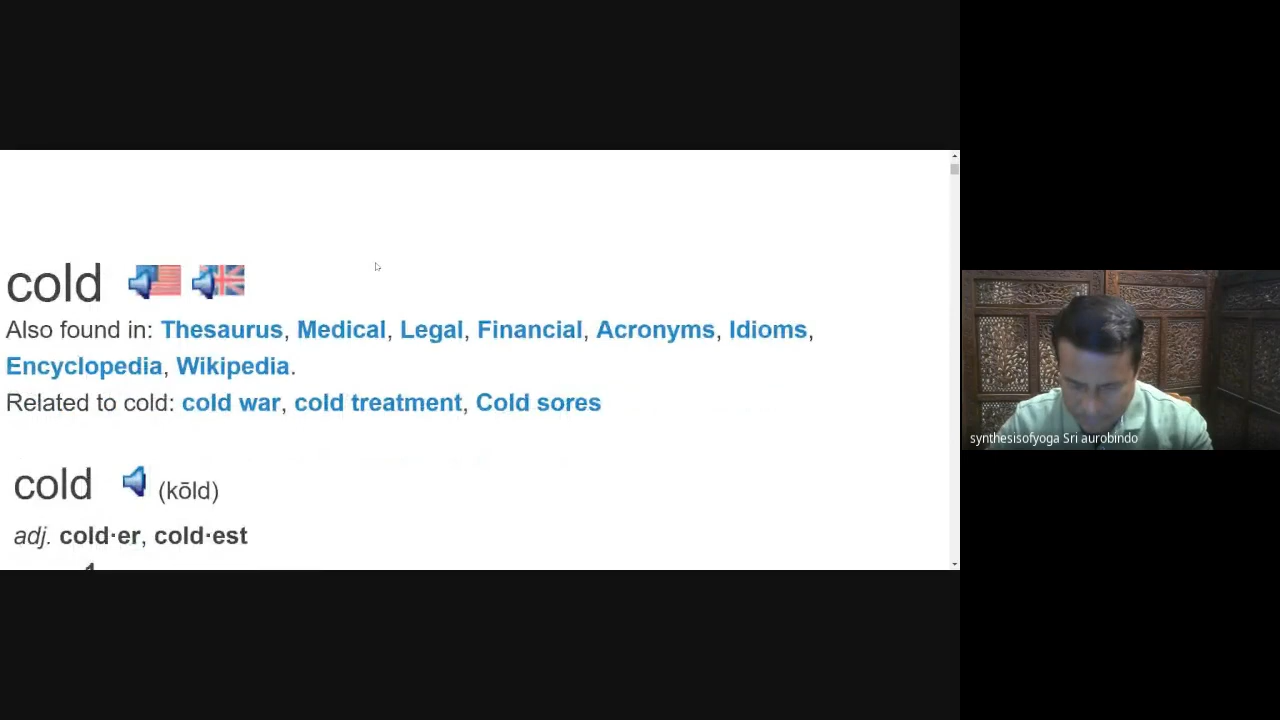 cold
Also found in: Thesaurus, Medical, Legal, Financial, Acronyms, Idioms,
Encyclopedia, Wikipedia.
Related to cold: cold war, cold treatment, Cold sores
cold (kōld)
adj. cold·er, cold·est
synthesisofyoga Sri aurobindo